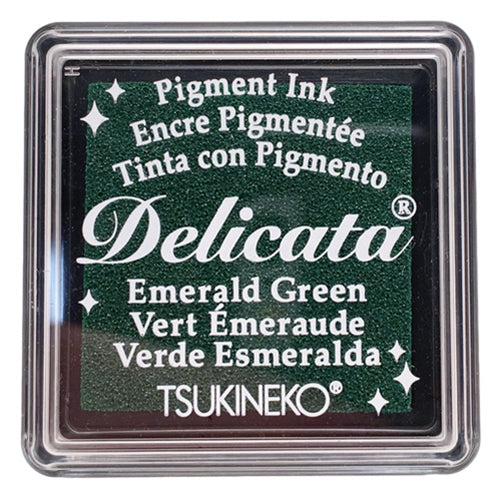 Pigment Ink
Encre Pigmentée
Tinta con Pigmento
Delicata®
Emerald Green
Vert Émeraude
Verde Esmeralda
TSUKINEKO®